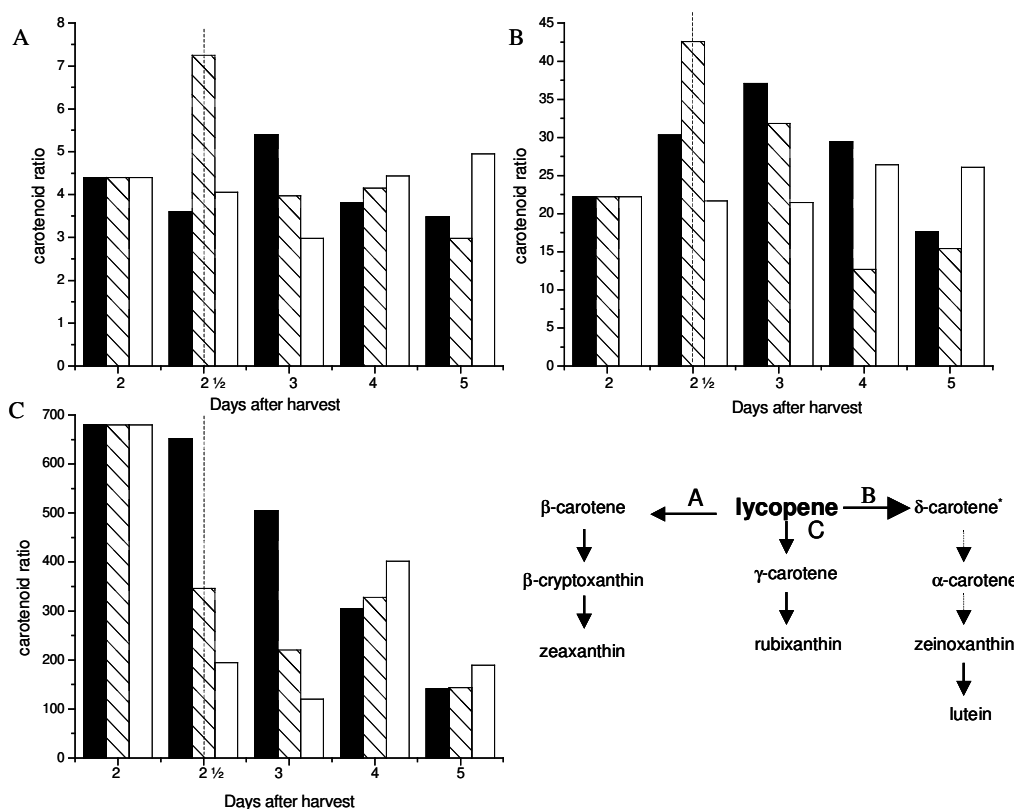 A
8
7
6
5
4
3
2
1
0
carotenoid ratio
2 2 ½ 3 4 5
Days after harvest
B
45
40
35
30
25
20
15
10
5
0
carotenoid ratio
2 2 ½ 3 4 5
Days after harvest
C
700
600
500
400
300
200
100
0
carotenoid ratio
2 2 ½ 3 4 5
Days after harvest
β-carotene A lycopene B δ-carotene*
C
β-cryptoxanthin γ-carotene α-carotene
zeaxanthin rubixanthin zeinoxanthin
lutein